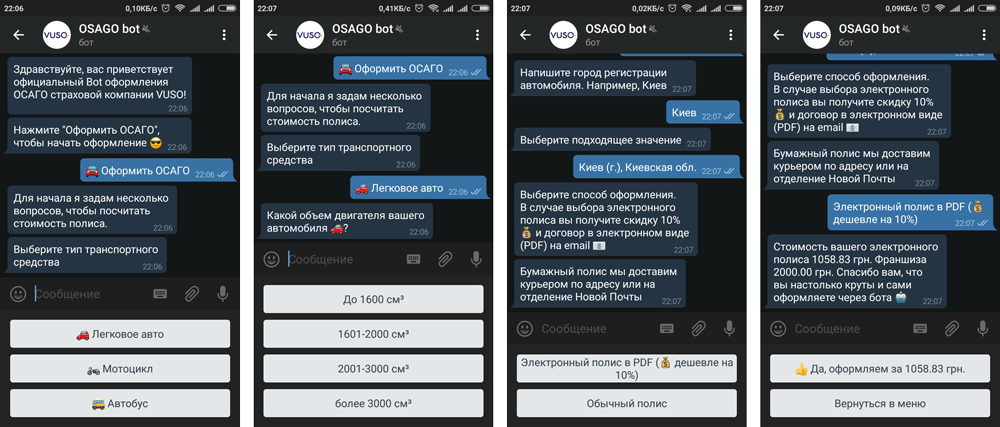 22:06
0,10КБ/с
VUSO
OSAGO bot
бот
Здравствуйте, вас приветствует
официальный Bot оформления
ОСАГО страховой компании VUSO!
22:06
Нажмите "Оформить ОСАГО",
чтобы начать оформление 😎
22:06
🚘 Оформить ОСАГО 22:06
Для начала я задам несколько
вопросов, чтобы посчитать
стоимость полиса.
22:06
Выберите тип транспортного
средства
22:06
Сообщение
🚗 Легковое авто
🏍 Мотоцикл
🚌 Автобус
22:07
0,41КБ/с
VUSO
OSAGO bot
бот
🚘 Оформить ОСАГО 22:06
Для начала я задам несколько
вопросов, чтобы посчитать
стоимость полиса.
22:06
Выберите тип транспортного
средства
22:06
🚗 Легковое авто 22:06
Какой объем двигателя вашего
автомобиля 🚗?
22:06
Сообщение
До 1600 см³
1601-2000 см³
2001-3000 см³
более 3000 см³
22:07
0,02КБ/с
VUSO
OSAGO bot
бот
Напишите город регистрации
автомобиля. Например, Киев
22:07
Киев 22:07
Выберите подходящее значение
22:07
Киев (г.), Киевская обл. 22:07
Выберите способ оформления.
В случае выбора электронного
полиса вы получите скидку 10%
💰 и договор в электронном виде
(PDF) на email 📧
22:07
Бумажный полис мы доставим
курьером по адресу или на
отделение Новой Почты
22:07
Сообщение
Электронный полис в PDF (💰 дешевле на
10%)
Обычный полис
22:07
0,09КБ/с
VUSO
OSAGO bot
бот
Выберите способ оформления.
В случае выбора электронного
полиса вы получите скидку 10%
💰 и договор в электронном виде
(PDF) на email 📧
22:07
Бумажный полис мы доставим
курьером по адресу или на
отделение Новой Почты
22:07
Электронный полис в PDF (💰
дешевле на 10%)
22:07
Стоимость вашего электронного
полиса 1058.83 грн. Франшиза
2000.00 грн. Спасибо вам, что
вы настолько круты и сами
оформляете через бота 🤖
22:07
Сообщение
👍 Да, оформляем за 1058.83 грн.
Вернуться в меню